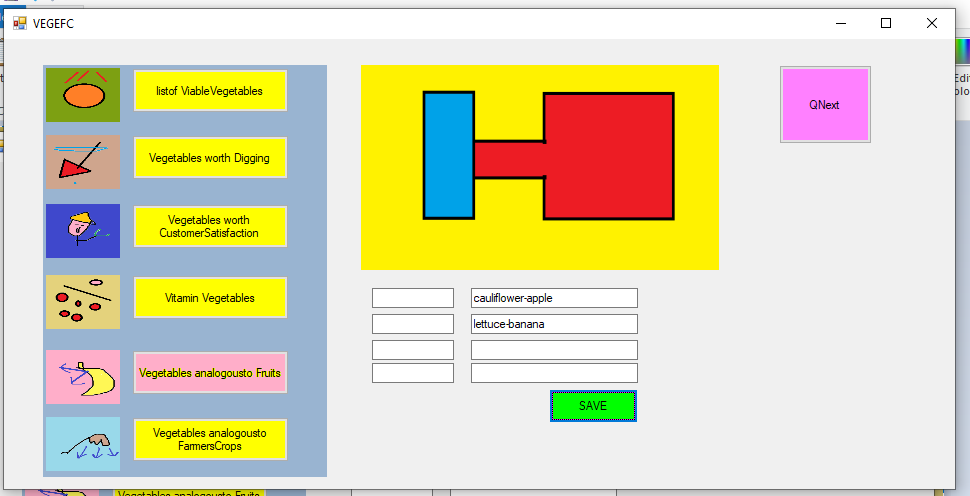 VEGEFC
listof ViableVegetables
Vegetables worth Digging
Vegetables worth
CustomerSatisfaction
Vitamin Vegetables
Vegetables analogousto Fruits
Vegetables analogousto
FarmersCrops
cauliflower-apple
lettuce-banana
SAVE
QNext
Edi
olo
Vegetables analogousto Fruits